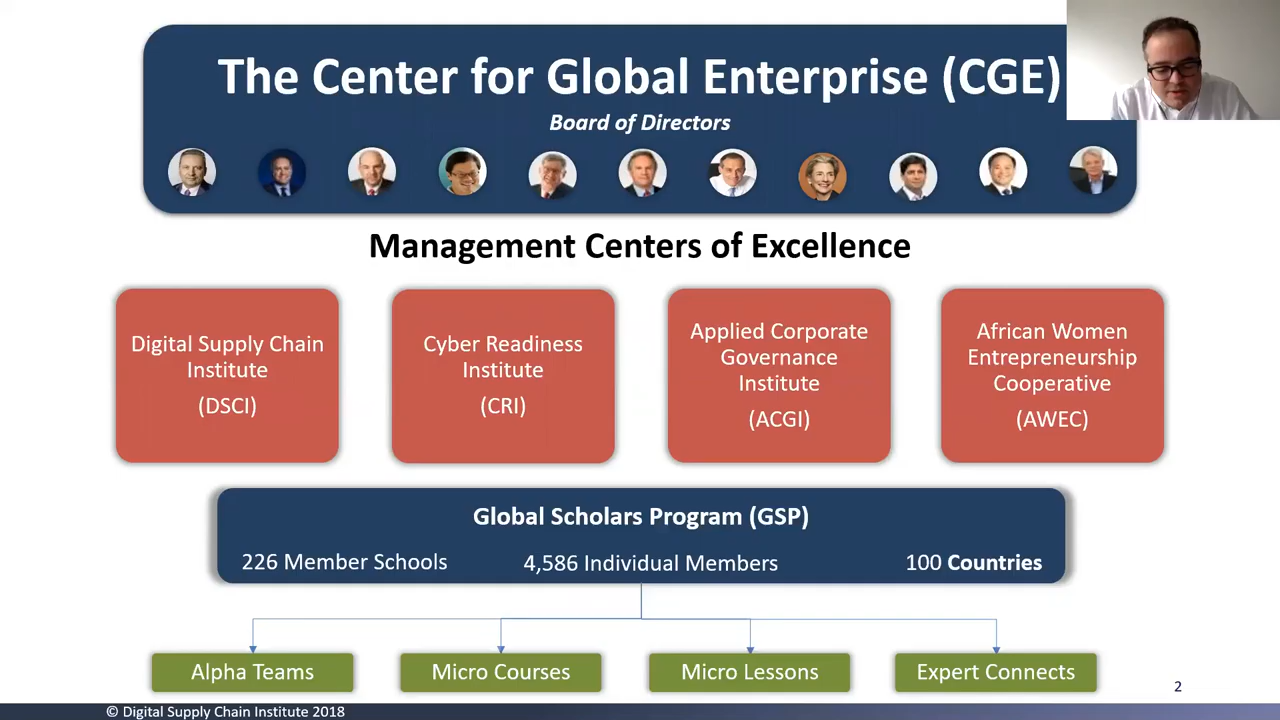 The Center for Global Enterprise (CGE)
Board of Directors
Management Centers of Excellence
Digital Supply Chain
Institute
(DSCI)
Cyber Readiness
Institute
(CRI)
Applied Corporate
Governance
Institute
(ACGI)
African Women
Entrepreneurship
Cooperative
(AWEC)
Global Scholars Program (GSP)
226 Member Schools 4,586 Individual Members 100 Countries
Alpha Teams Micro Courses Micro Lessons Expert Connects
2
© Digital Supply Chain Institute 2018